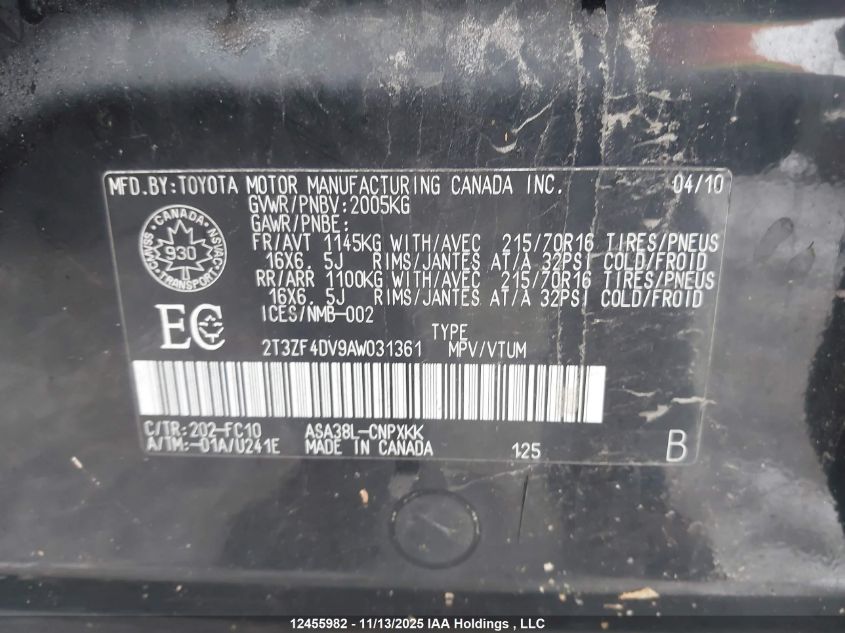 MFD.BY:TOYOTA MOTOR MANUFACTURING CANADA INC. 04/10
GVWR/PNBV:2005KG
GAWR/PNBE:
FR/AVT 1145KG WITH/AVEC 215/70R16 TIRES/PNEUS
16X6.5J RIMS/JANTES AT/A 32PSI COLD/FROID
RR/ARR 1100KG WITH/AVEC 215/70R16 TIRES/PNEUS
16X6.5J RIMS/JANTES AT/A 32PSI COLD/FROID
ICES/NMB-002
CANADA
930
TRANSPORT
EC
TYPE
2T3ZF4DV9AW031361 MPV/VTUM
C/TR:202-FC10 ASA38L-CNPXKK
A/TM:-01A/U241E MADE IN CANADA 125 B
12455982 - 11/13/2025 IAA Holdings , LLC